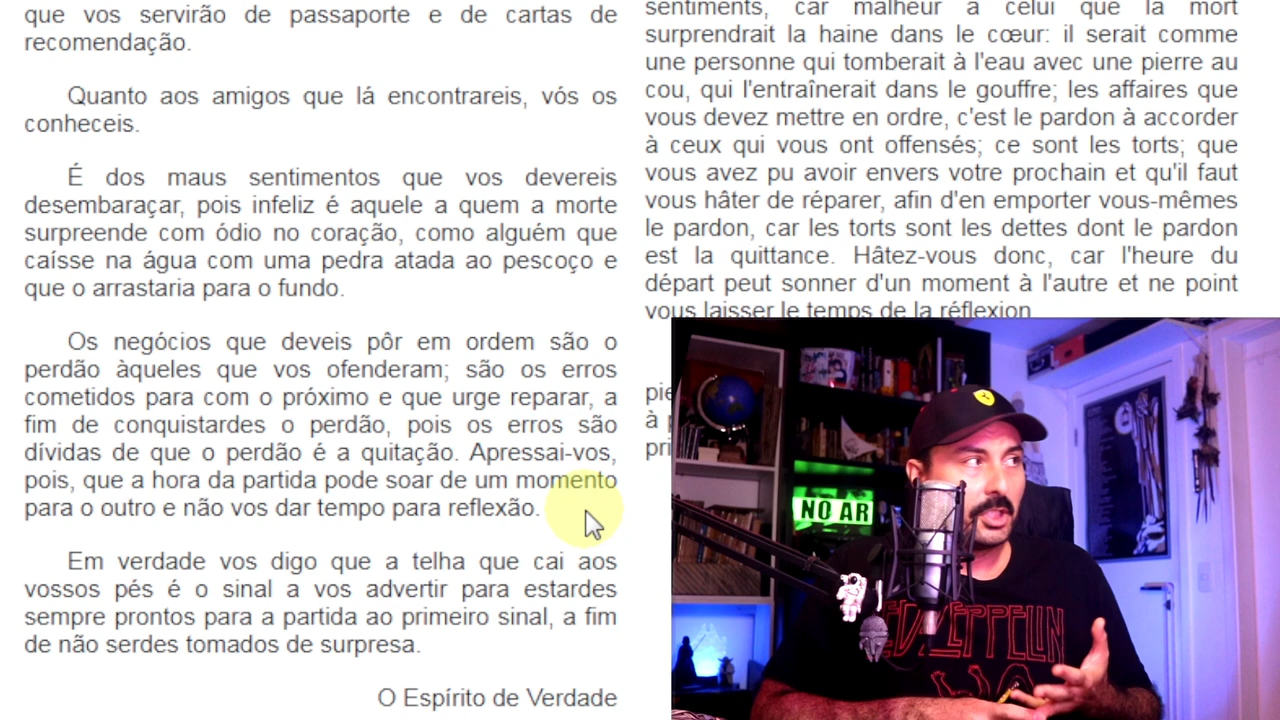 que vos servirão de passaporte e de cartas de
recomendação.
Quanto aos amigos que lá encontrareis, vós os
conheceis.
É dos maus sentimentos que vos devereis
desembaraçar, pois infeliz é aquele a quem a morte
surpreende com ódio no coração, como alguém que
caísse na água com uma pedra atada ao pescoço e
que o arrastaria para o fundo.
Os negócios que deveis pôr em ordem são o
perdão àqueles que vos ofenderam; são os erros
cometidos para com o próximo e que urge reparar, a
fim de conquistardes o perdão, pois os erros são
dívidas de que o perdão é a quitação. Apressai-vos,
pois, que a hora da partida pode soar de um momento
para o outro e não vos dar tempo para reflexão.
Em verdade vos digo que a telha que cai aos
vossos pés é o sinal a vos advertir para estardes
sempre prontos para a partida ao primeiro sinal, a fim
de não serdes tomados de surpresa.
O Espírito de Verdade
sentiments, car malheur à celui que la mort
surprendrait la haine dans le cœur: il serait comme
une personne qui tomberait à l'eau avec une pierre au
cou, qui l'entraînerait dans le gouffre; les affaires que
vous devez mettre en ordre, c'est le pardon à accorder
à ceux qui vous ont offensés; ce sont les torts; que
vous avez pu avoir envers votre prochain et qu'il faut
vous hâter de réparer, afin d'en emporter vous-mêmes
le pardon, car les torts sont les dettes dont le pardon
est la quittance. Hâtez-vous donc, car l'heure du
départ peut sonner d'un moment à l'autre et ne point
vous laisser le temps de la réflexion
à
NO AR
LED ZEPPELIN